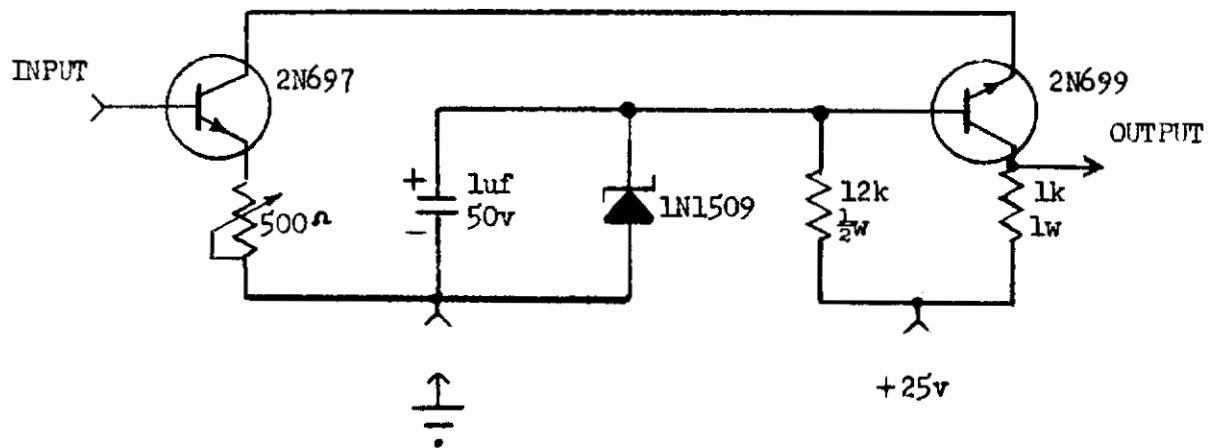 INPUT
2N697
500Ω
+
-
1uf
50v
1N1509
12k
½w
2N699
OUTPUT
1k
1w
+25v